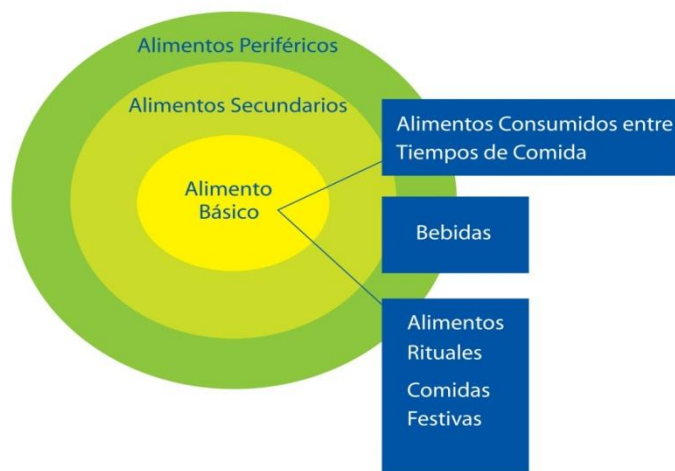 Alimentos Periféricos
Alimentos Secundarios
Alimento
Básico
Alimentos Consumidos entre
Tiempos de Comida
Bebidas
Alimentos
Rituales
Comidas
Festivas